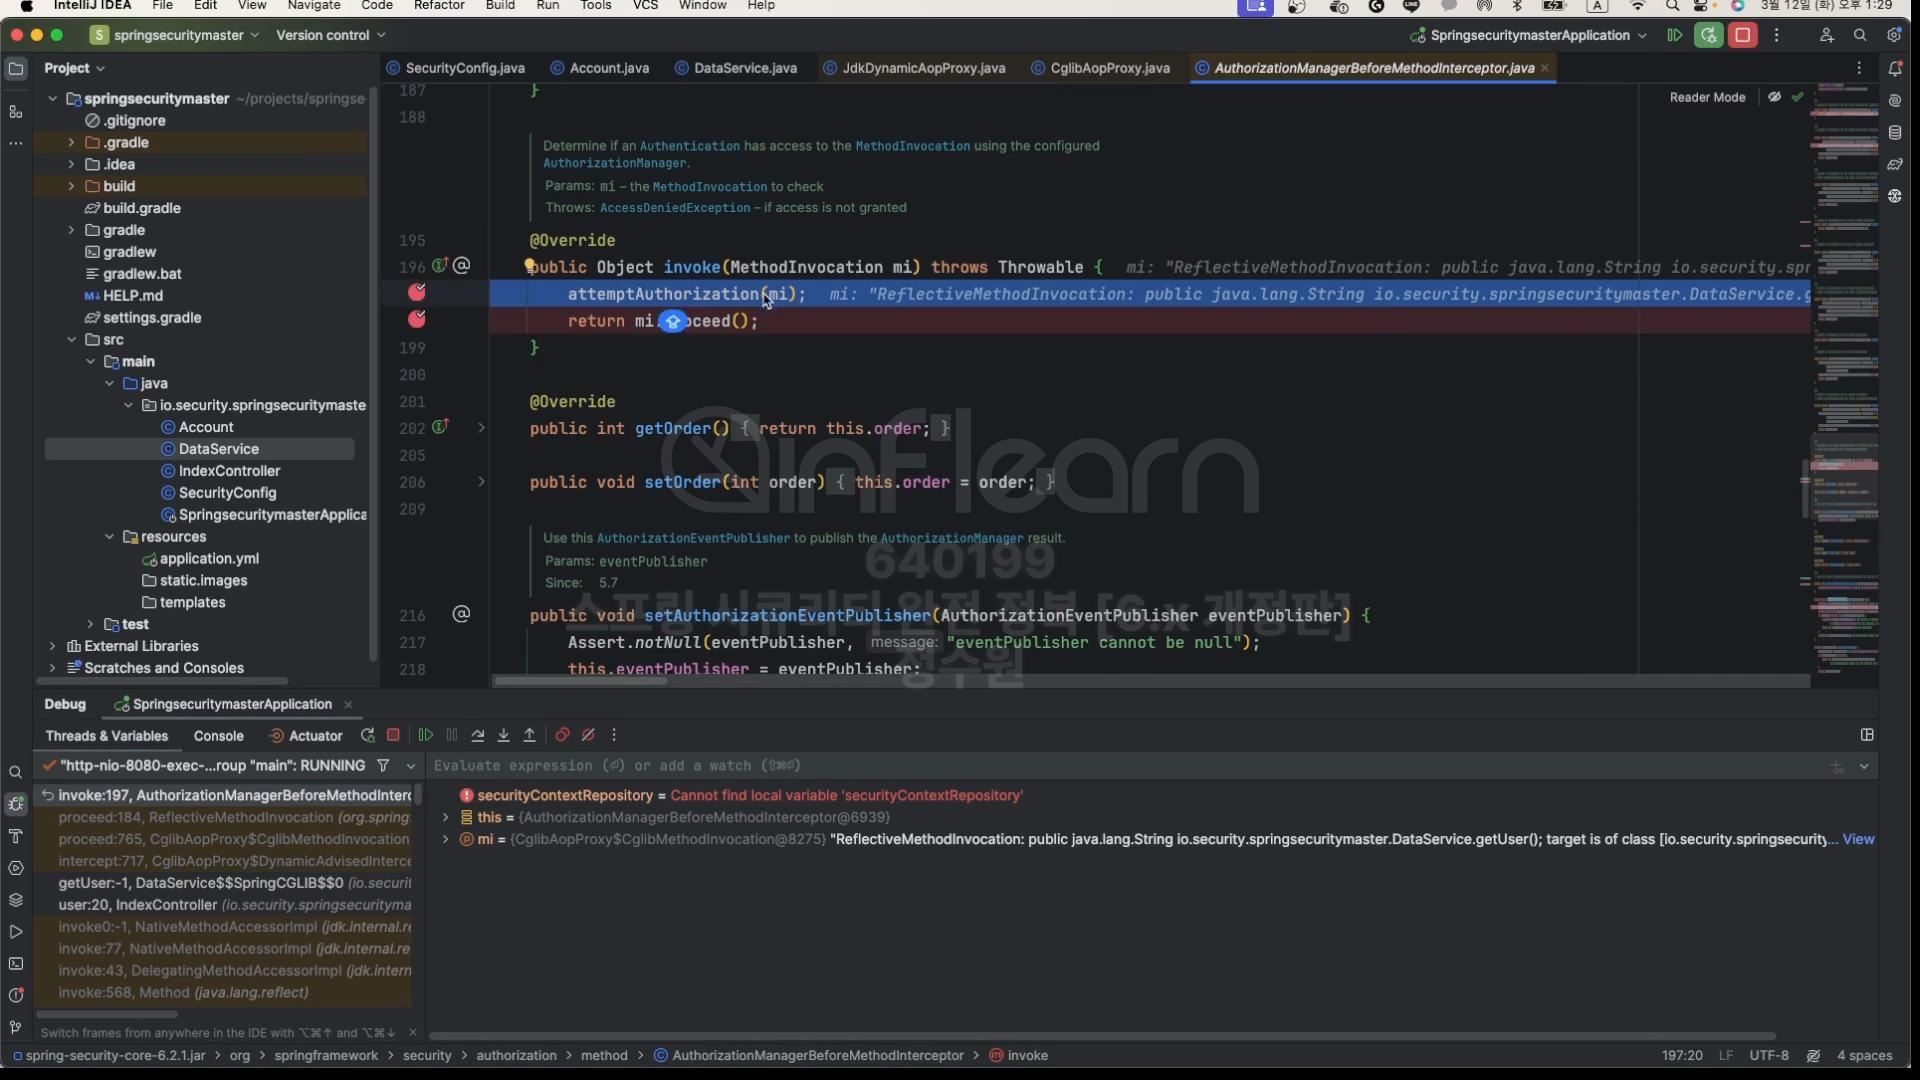 IntelliJ IDEA File Edit View Navigate Code Refactor Build Run Tools VCS Window Help
A 3월 12일 (화) 오후 1:29
S springsecuritymaster Version control
SpringsecuritymasterApplication
Project
SecurityConfig.java Account.java DataService.java JdkDynamicAopProxy.java CglibAopProxy.java AuthorizationManagerBeforeMethodInterceptor.java
Reader Mode
springsecuritymaster ~/projects/springse
.gitignore
.gradle
.idea
build
build.gradle
gradle
gradlew
gradlew.bat
HELP.md
settings.gradle
src
main
java
io.security.springsecuritymaste
Account
DataService
IndexController
SecurityConfig
SpringsecuritymasterApplica
resources
application.yml
static.images
templates
test
External Libraries
Scratches and Consoles
187 }
188
Determine if an Authentication has access to the MethodInvocation using the configured
AuthorizationManager.
Params: mi – the MethodInvocation to check
Throws: AccessDeniedException – if access is not granted
195 @Override
196 public Object invoke(MethodInvocation mi) throws Throwable { mi: "ReflectiveMethodInvocation: public java.lang.String io.security.spr
attemptAuthorization(mi); mi: "ReflectiveMethodInvocation: public java.lang.String io.security.springsecuritymaster.DataService.g
return mi. oceed();
199 }
200
201 @Override
202 public int getOrder() { return this.order; }
205
206 public void setOrder(int order) { this.order = order; }
209
Use this AuthorizationEventPublisher to publish the AuthorizationManager result.
Params: eventPublisher
Since: 5.7
216 public void setAuthorizationEventPublisher(AuthorizationEventPublisher eventPublisher) {
217 Assert.notNull(eventPublisher, message: "eventPublisher cannot be null");
218 this.eventPublisher = eventPublisher;
inflearn
640199
스프링 시큐리티 완전 정복 [6.x 개정판]
정수원
Debug SpringsecuritymasterApplication
Threads & Variables Console Actuator
"http-nio-8080-exec-...roup "main": RUNNING
Evaluate expression (⏎) or add a watch (⇧⌘⏎)
invoke:197, AuthorizationManagerBeforeMethodInterc
proceed:184, ReflectiveMethodInvocation (org.spring
proceed:765, CglibAopProxy$CglibMethodInvocation
intercept:717, CglibAopProxy$DynamicAdvisedInterce
getUser:-1, DataService$$SpringCGLIB$$0 (io.securit
user:20, IndexController (io.security.springsecurityma
invoke0:-1, NativeMethodAccessorImpl (jdk.internal.re
invoke:77, NativeMethodAccessorImpl (jdk.internal.re
invoke:43, DelegatingMethodAccessorImpl (jdk.intern
invoke:568, Method (java.lang.reflect)
Switch frames from anywhere in the IDE with ⌥⌘↑ and ⌥⌘↓
securityContextRepository = Cannot find local variable 'securityContextRepository'
this = {AuthorizationManagerBeforeMethodInterceptor@6939}
mi = {CglibAopProxy$CglibMethodInvocation@8275} "ReflectiveMethodInvocation: public java.lang.String io.security.springsecuritymaster.DataService.getUser(); target is of class [io.security.springsecurity... View
spring-security-core-6.2.1.jar > org > springframework > security > authorization > method > AuthorizationManagerBeforeMethodInterceptor > invoke
197:20 LF UTF-8 4 spaces